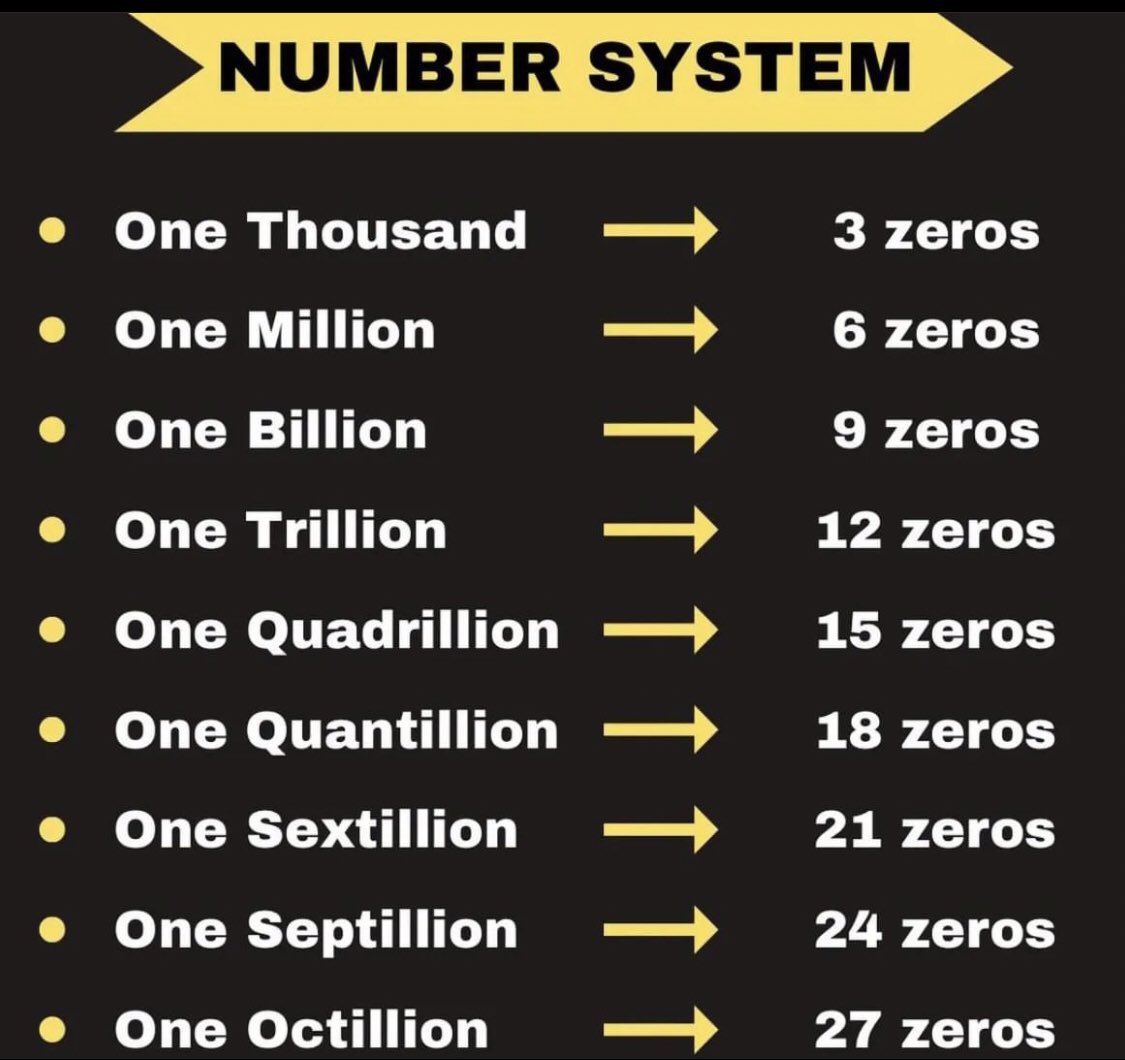 NUMBER SYSTEM
One Thousand 3 zeros
One Million 6 zeros
One Billion 9 zeros
One Trillion 12 zeros
One Quadrillion 15 zeros
One Quantillion 18 zeros
One Sextillion 21 zeros
One Septillion 24 zeros
One Octillion 27 zeros